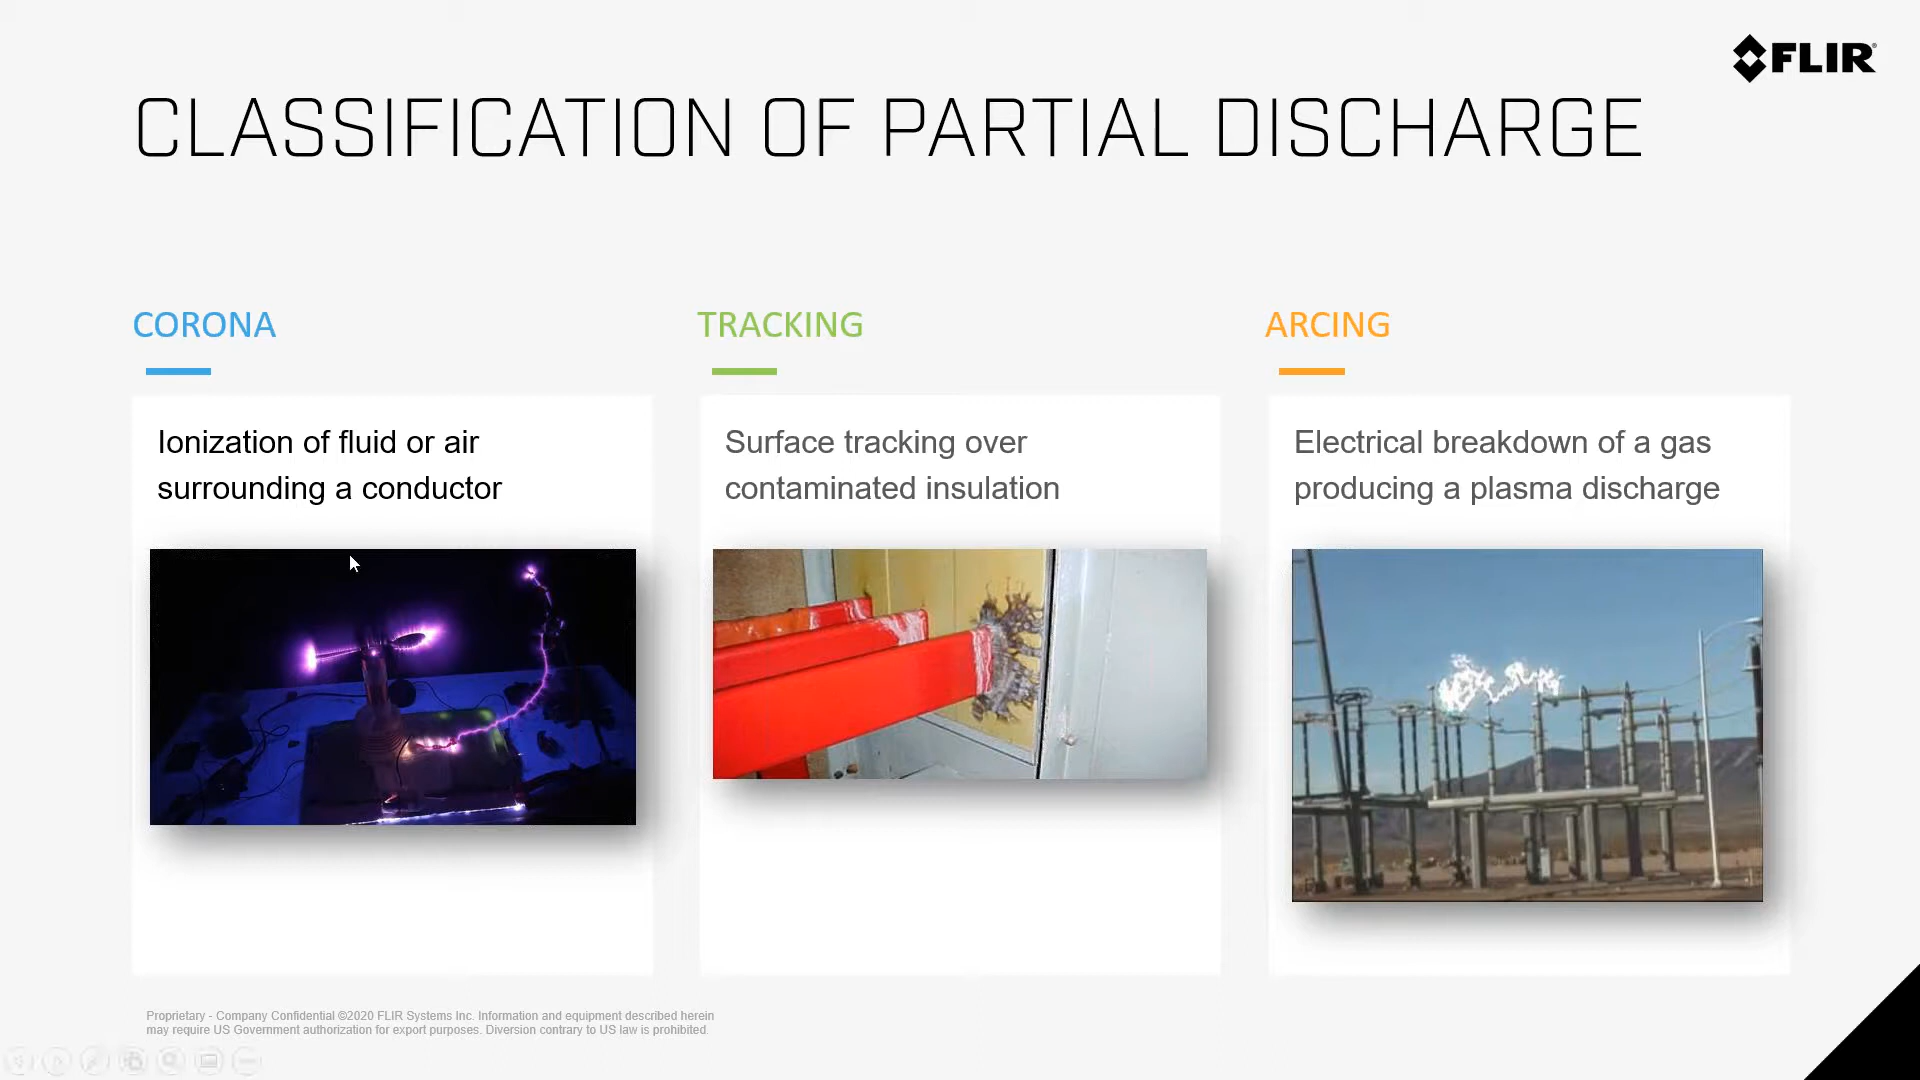 FLIR
CLASSIFICATION OF PARTIAL DISCHARGE
CORONA
Ionization of fluid or air
surrounding a conductor
TRACKING
Surface tracking over
contaminated insulation
ARCING
Electrical breakdown of a gas
producing a plasma discharge
Proprietary - Company Confidential ©2020 FLIR Systems Inc. Information and equipment described herein
may require US Government authorization for export purposes. Diversion contrary to US law is prohibited.